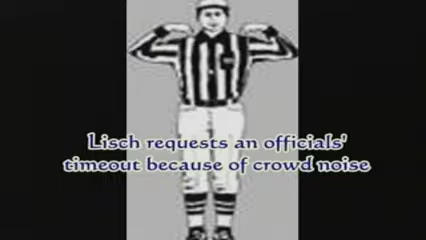 Lisch requests an officials'
timeout because of crowd noise